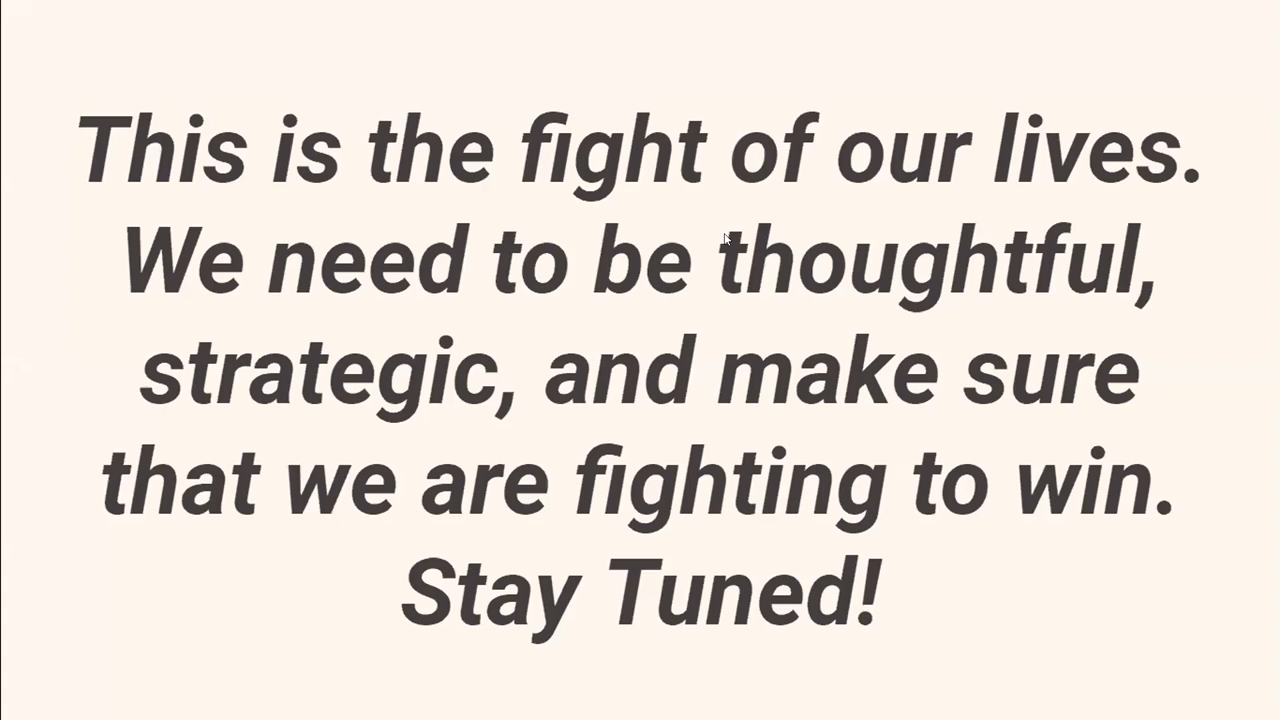 This is the fight of our lives.
We need to be thoughtful,
strategic, and make sure
that we are fighting to win.
Stay Tuned!